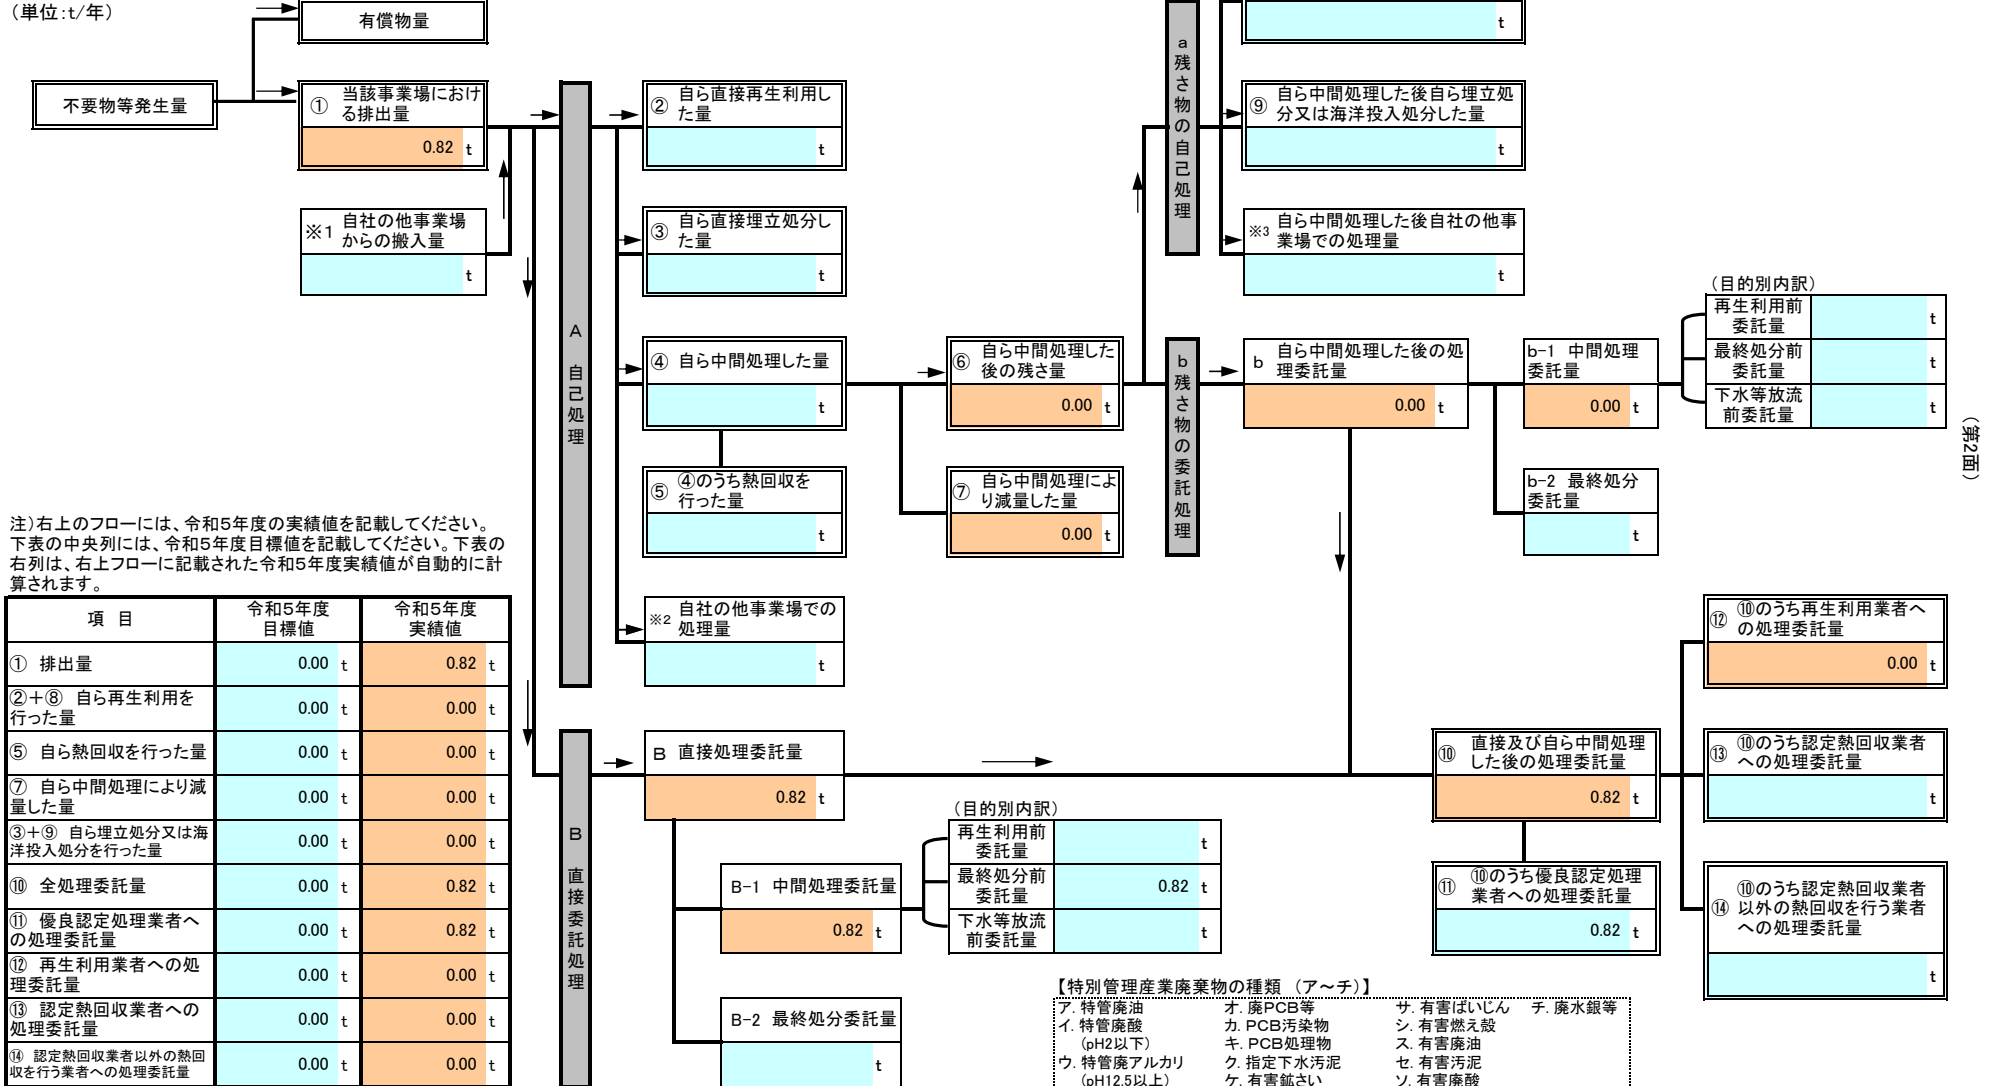 (単位:t/年)
有償物量
不要物等発生量
① 当該事業場におけ
る排出量
0.82 t
※1 自社の他事業場
からの搬入量
t
A 自己処理
② 自ら直接再生利用し
た量
t
③ 自ら直接埋立処分し
た量
t
④ 自ら中間処理した量
t
⑤ ④のうち熱回収を
行った量
t
※2 自社の他事業場での
処理量
t
⑥ 自ら中間処理した
後の残さ量
0.00 t
⑦ 自ら中間処理によ
り減量した量
0.00 t
a残さ物の自己処理
t
⑨ 自ら中間処理した後自ら埋立処
分又は海洋投入処分した量
t
※3 自ら中間処理した後自社の他事
業場での処理量
t
b残さ物の委託処理
b 自ら中間処理した後の処
理委託量
0.00 t
b-1 中間処理
委託量
0.00 t
b-2 最終処分
委託量
t
(目的別内訳)
再生利用前
委託量
t
最終処分前
委託量
t
下水等放流
前委託量
t
(第2面)
注)右上のフローには、令和5年度の実績値を記載してください。
下表の中央列には、令和5年度目標値を記載してください。下表の
右列は、右上フローに記載された令和5年度実績値が自動的に計
算されます。
項 目 令和5年度 令和5年度
目標値 実績値
① 排出量 0.00 t 0.82 t
②+⑧ 自ら再生利用を
行った量 0.00 t 0.00 t
⑤ 自ら熱回収を行った量 0.00 t 0.00 t
⑦ 自ら中間処理により減
量した量 0.00 t 0.00 t
③+⑨ 自ら埋立処分又は海
洋投入処分を行った量 0.00 t 0.00 t
⑩ 全処理委託量 0.00 t 0.82 t
⑪ 優良認定処理業者へ
の処理委託量 0.00 t 0.82 t
⑫ 再生利用業者への処
理委託量 0.00 t 0.00 t
⑬ 認定熱回収業者への
処理委託量 0.00 t 0.00 t
⑭ 認定熱回収業者以外の熱回
収を行う業者への処理委託量 0.00 t 0.00 t
B 直接委託処理
B 直接処理委託量
0.82 t
B-1 中間処理委託量
0.82 t
B-2 最終処分委託量
t
(目的別内訳)
再生利用前
委託量
t
最終処分前
委託量
0.82 t
下水等放流
前委託量
t
⑩ 直接及び自ら中間処理
した後の処理委託量
0.82 t
⑪ ⑩のうち優良認定処理
業者への処理委託量
0.82 t
⑫ ⑩のうち再生利用業者へ
の処理委託量
0.00 t
⑬ ⑩のうち認定熱回収業者
への処理委託量
t
⑭ ⑩のうち認定熱回収業者
以外の熱回収を行う業者
への処理委託量
t
【特別管理産業廃棄物の種類 (ア~チ)】
ア. 特管廃油 オ. 廃PCB等 サ. 有害ばいじん チ. 廃水銀等
イ. 特管廃酸 カ. PCB汚染物 シ. 有害燃え殻
(pH2以下) キ. PCB処理物 ス. 有害廃油
ウ. 特管廃アルカリ ク. 指定下水汚泥 セ. 有害汚泥
(pH12.5以上) ケ. 有害鉱さい ソ. 有害廃酸